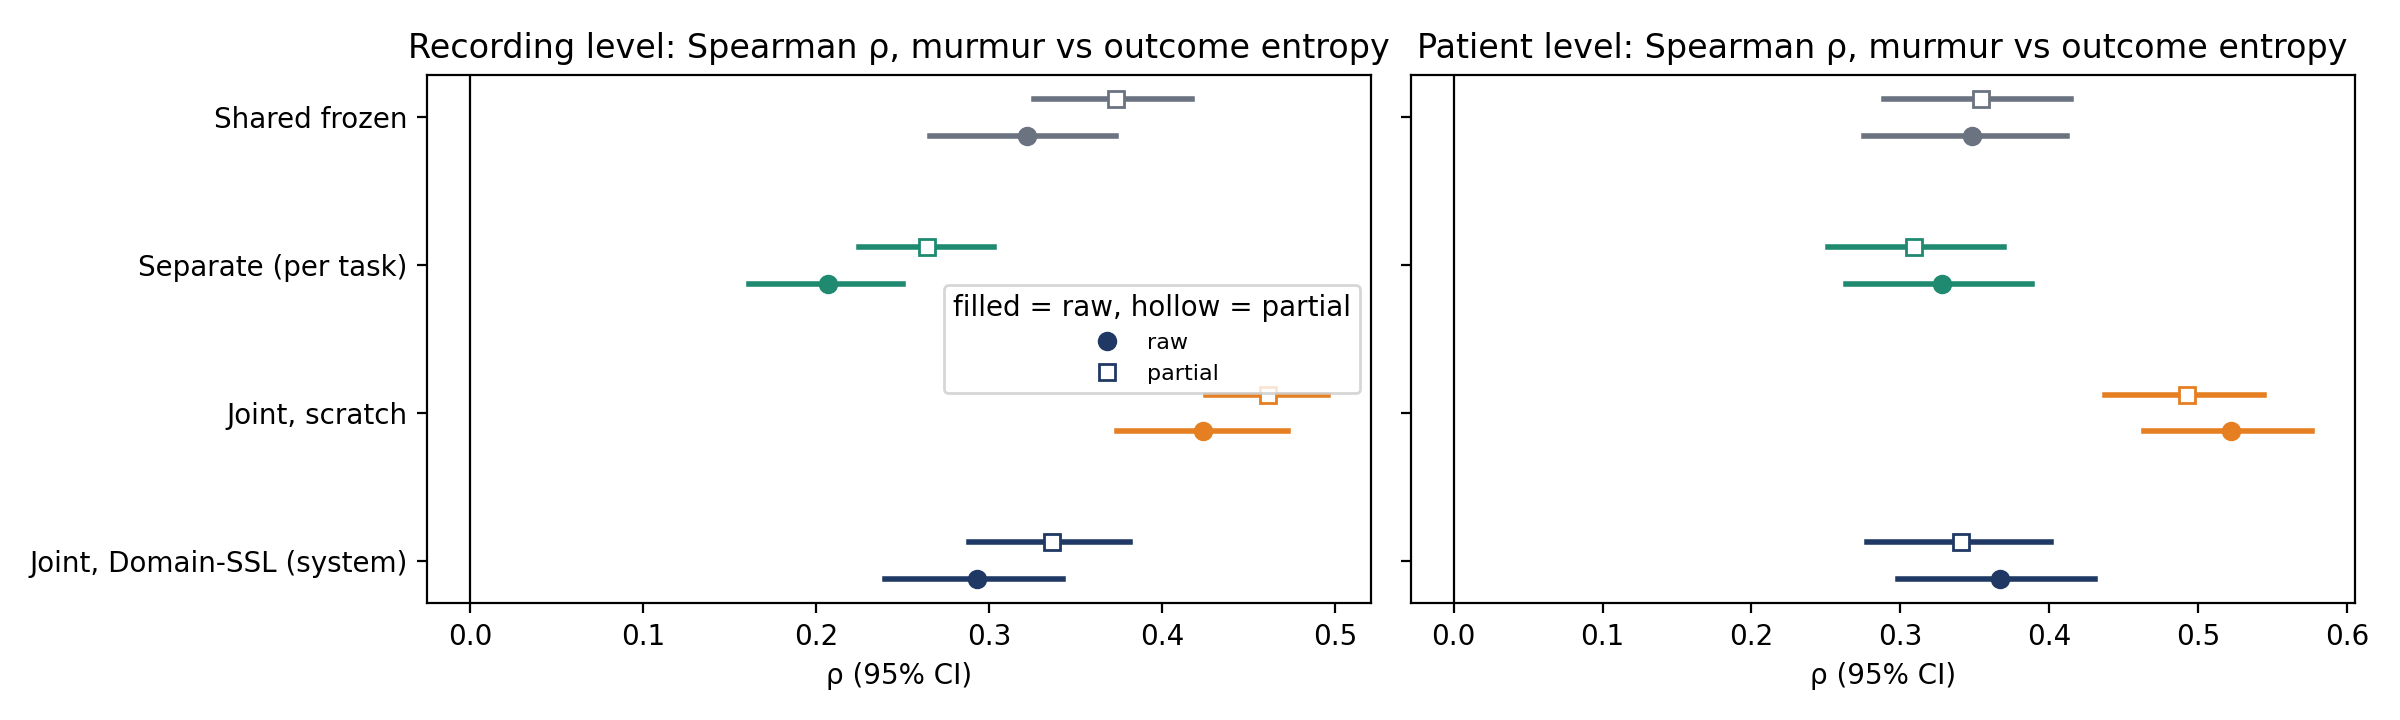 Recording level: Spearman ρ, murmur vs outcome entropy
Patient level: Spearman ρ, murmur vs outcome entropy
Shared frozen
Separate (per task)
Joint, scratch
Joint, Domain-SSL (system)
filled = raw, hollow = partial
raw
partial
0.0 0.1 0.2 0.3 0.4 0.5
ρ (95% CI)
0.0 0.1 0.2 0.3 0.4 0.5 0.6
ρ (95% CI)